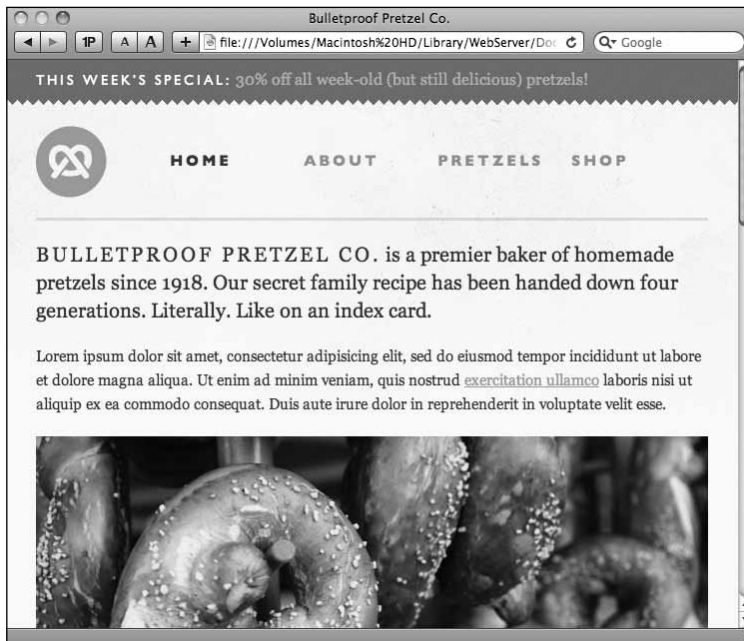 Bulletproof Pretzel Co.
1P A A + file:///Volumes/Macintosh%20HD/Library/WebServer/Doc Google
THIS WEEK'S SPECIAL: 30% off all week-old (but still delicious) pretzels!
HOME ABOUT PRETZELS SHOP
BULLETPROOF PRETZEL CO. is a premier baker of homemade
pretzels since 1918. Our secret family recipe has been handed down four
generations. Literally. Like on an index card.
Lorem ipsum dolor sit amet, consectetur adipisicing elit, sed do eiusmod tempor incididunt ut labore
et dolore magna aliqua. Ut enim ad minim veniam, quis nostrud exercitation ullamco laboris nisi ut
aliquip ex ea commodo consequat. Duis aute irure dolor in reprehenderit in voluptate velit esse.